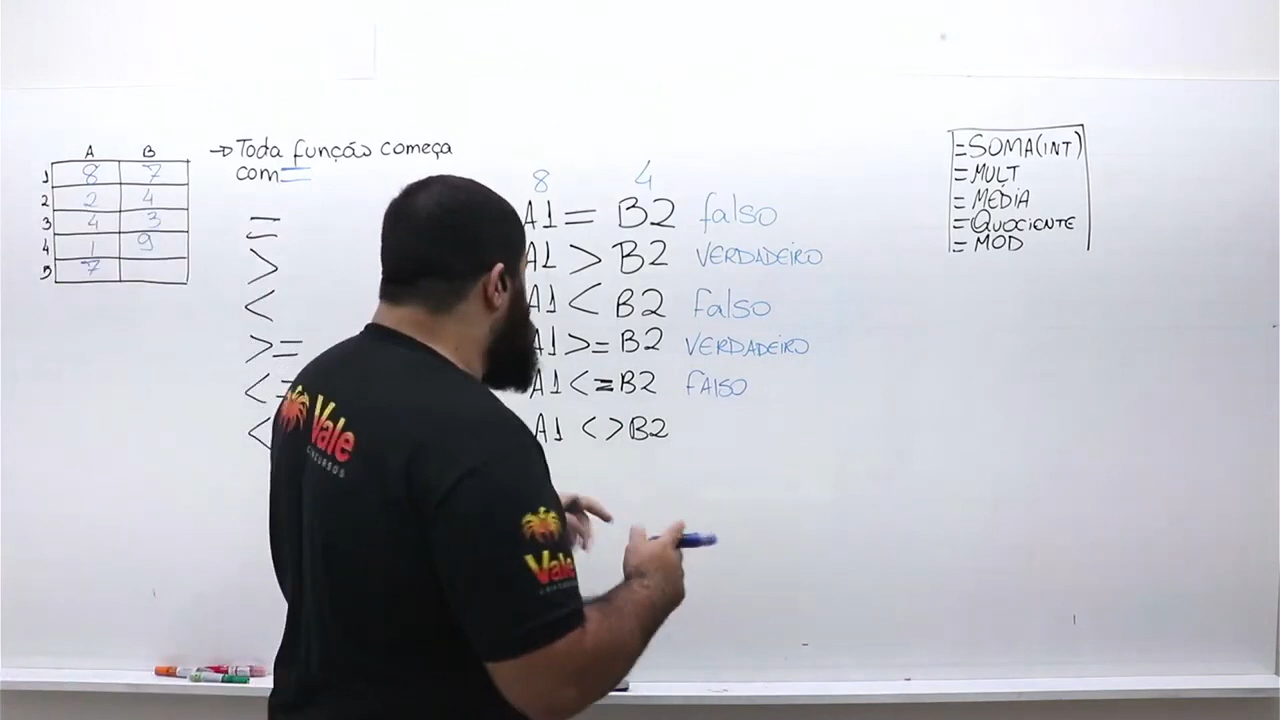 A B
1 8 7
2 2 4
3 4 3
4 1 9
5 7
→ Toda função começa
com =
=
>
<
>=
<=
<
8 4
A1 = B2 falso
A1 > B2 VERDADEIRO
A1 < B2 falso
A1 >= B2 VERDADEIRO
A1 <= B2 FALSO
A1 <> B2
= SOMA(INT)
= MULT
= MÉDIA
= QUOCIENTE
= MOD
Vale
CONCURSOS
Vale